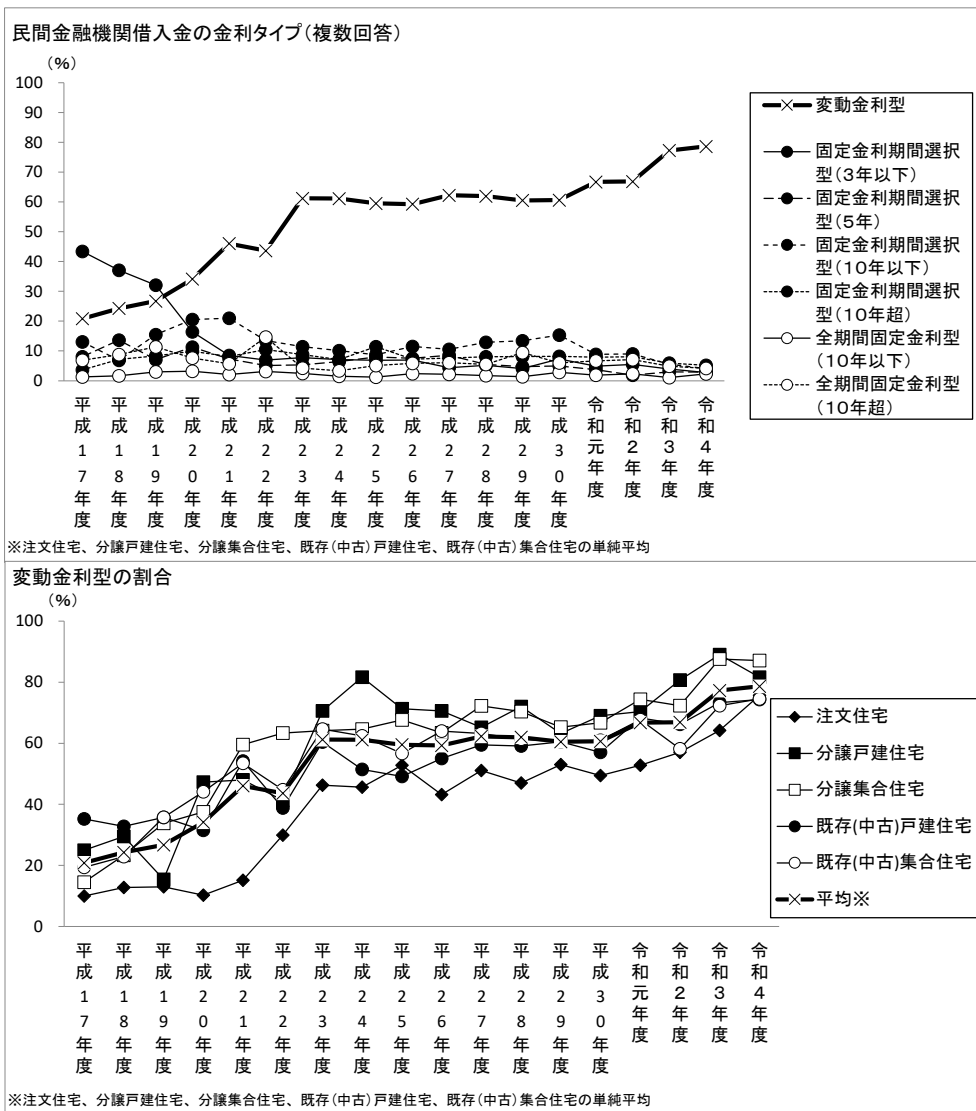 民間金融機関借入金の金利タイプ(複数回答)
(%)
100
90
80
70
60
50
40
30
20
10
0
変動金利型
固定金利期間選択
型(3年以下)
固定金利期間選択
型(5年)
固定金利期間選択
型(10年以下)
固定金利期間選択
型(10年超)
全期間固定金利型
(10年以下)
全期間固定金利型
(10年超)
平成17年度
平成18年度
平成19年度
平成20年度
平成21年度
平成22年度
平成23年度
平成24年度
平成25年度
平成26年度
平成27年度
平成28年度
平成29年度
平成30年度
令和元年度
令和2年度
令和3年度
令和4年度
※注文住宅、分譲戸建住宅、分譲集合住宅、既存(中古)戸建住宅、既存(中古)集合住宅の単純平均
変動金利型の割合
(%)
100
80
60
40
20
0
注文住宅
分譲戸建住宅
分譲集合住宅
既存(中古)戸建住宅
既存(中古)集合住宅
平均※
平成17年度
平成18年度
平成19年度
平成20年度
平成21年度
平成22年度
平成23年度
平成24年度
平成25年度
平成26年度
平成27年度
平成28年度
平成29年度
平成30年度
令和元年度
令和2年度
令和3年度
令和4年度
※注文住宅、分譲戸建住宅、分譲集合住宅、既存(中古)戸建住宅、既存(中古)集合住宅の単純平均